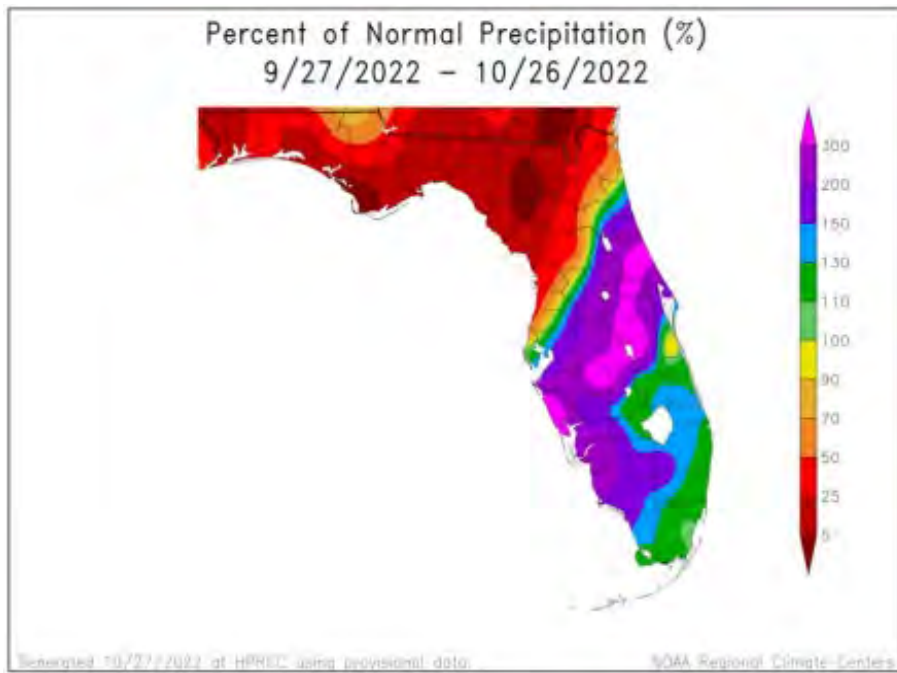 Percent of Normal Precipitation (%)
9/27/2022 – 10/26/2022
300
200
150
130
110
100
90
70
50
25
5
Generated 10/27/2022 at HPRCC using provisional data.
NOAA Regional Climate Centers